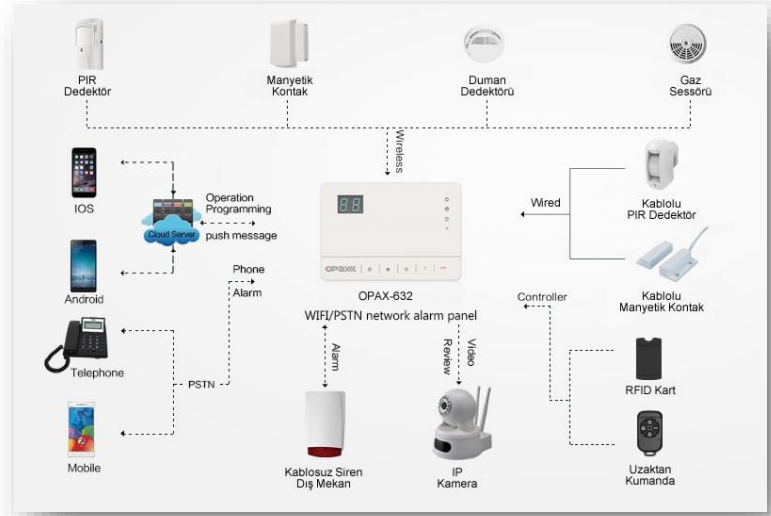 PIR
Dedektör
Manyetik
Kontak
Duman
Dedektörü
Gaz
Sessörü
Wireless
IOS
Cloud Server
Operation
Programming
push message
88
Wired
Kablolu
PIR Dedektör
Android
Phone
Alarm
OPAX
OPAX-632
WIFI/PSTN network alarm panel
Controller
Kablolu
Manyetik Kontak
Telephone
PSTN
Alarm
Video
Review
RFID Kart
Mobile
Kablosuz Siren
Dış Mekan
IP
Kamera
Uzaktan
Kumanda